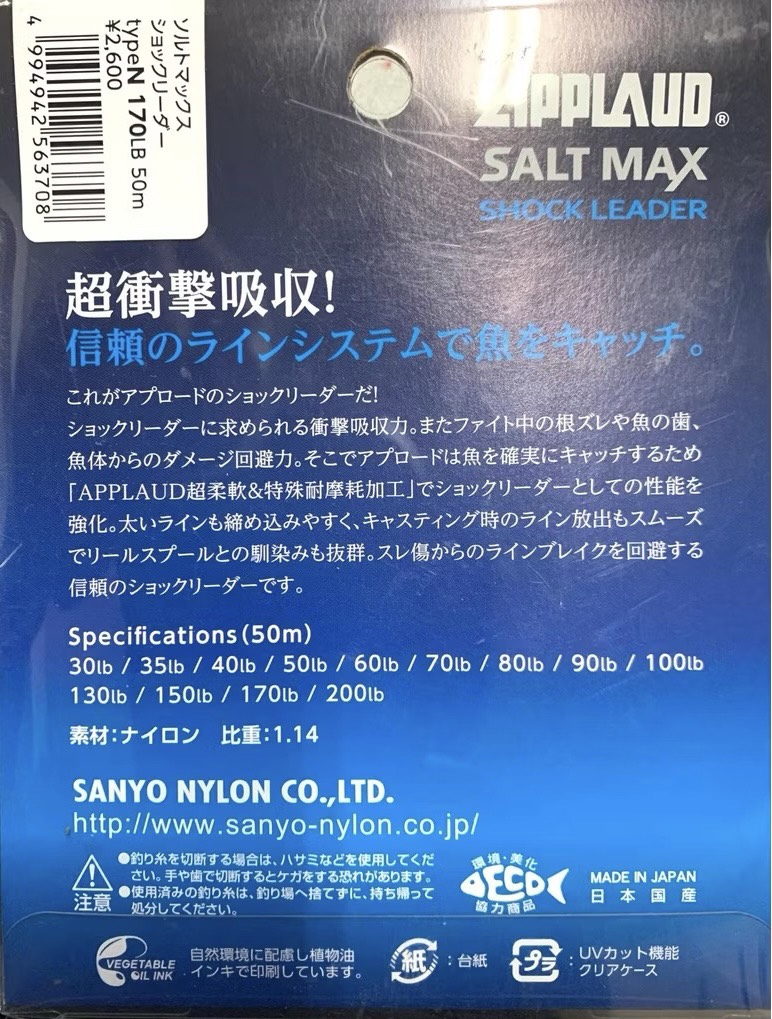 ソルトマックス
ショックリーダー
typeN 170LB 50m
¥2,600
4 994942 563708
APPLAUD®
SALT MAX
SHOCK LEADER
超衝撃吸収!
信頼のラインシステムで魚をキャッチ。
これがアプロードのショックリーダーだ!
ショックリーダーに求められる衝撃吸収力。またファイト中の根ズレや魚の歯、
魚体からのダメージ回避力。そこでアプロードは魚を確実にキャッチするため
「APPLAUD超柔軟&特殊耐摩耗加工」でショックリーダーとしての性能を
強化。太いラインも締め込みやすく、キャスティング時のライン放出もスムーズ
でリールスプールとの馴染みも抜群。スレ傷からのラインブレイクを回避する
信頼のショックリーダーです。
Specifications(50m)
30lb / 35lb / 40lb / 50lb / 60lb / 70lb / 80lb / 90lb / 100lb
130lb / 150lb / 170lb / 200lb
素材:ナイロン 比重:1.14
SANYO NYLON CO.,LTD.
http://www.sanyo-nylon.co.jp/
注意
●釣り糸を切断する場合は、ハサミなどを使用してくだ
さい。手や歯で切断するとケガをする恐れがあります。
●使用済みの釣り糸は、釣り場へ捨てずに、持ち帰って
処分してください。
環境・美化
ECO
協力商品
MADE IN JAPAN
日本国産
VEGETABLE
OIL INK
自然環境に配慮し植物油
インキで印刷しています。
紙:台紙
プラ:UVカット機能
クリアケース